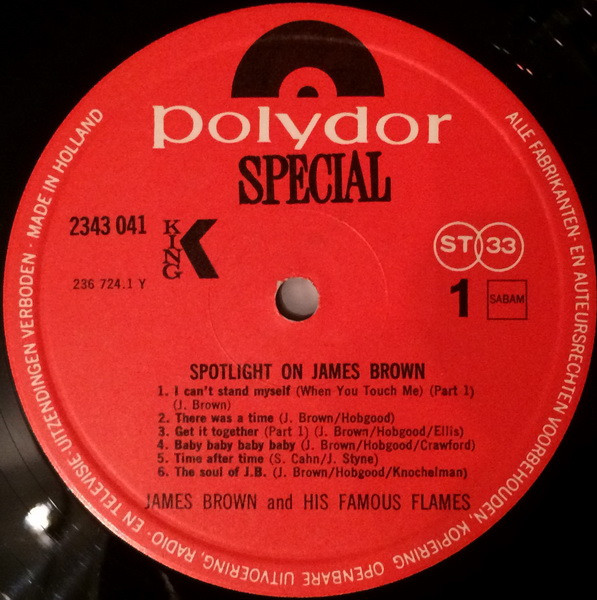 polydor
SPECIAL
2343 041
KING
K
236 724.1 Y
ST 33
1
SABAM
SPOTLIGHT ON JAMES BROWN
1. I can't stand myself (When You Touch Me) (Part 1)
(J. Brown)
2. There was a time (J. Brown/Hobgood)
3. Get it together (Part 1) (J. Brown/Hobgood/Ellis)
4. Baby baby baby baby (J. Brown/Hobgood/Crawford)
5. Time after time (S. Cahn/J. Styne)
6. The soul of J.B. (J. Brown/Hobgood/Knochelman)
JAMES BROWN and HIS FAMOUS FLAMES
ALLE FABRIKANTEN- EN AUTEURSRECHTEN VOORBEHOUDEN, KOPIERING, OPENBARE UITVOERING, RADIO- EN TELEVISIE-UITZENDINGEN VERBODEN · MADE IN HOLLAND